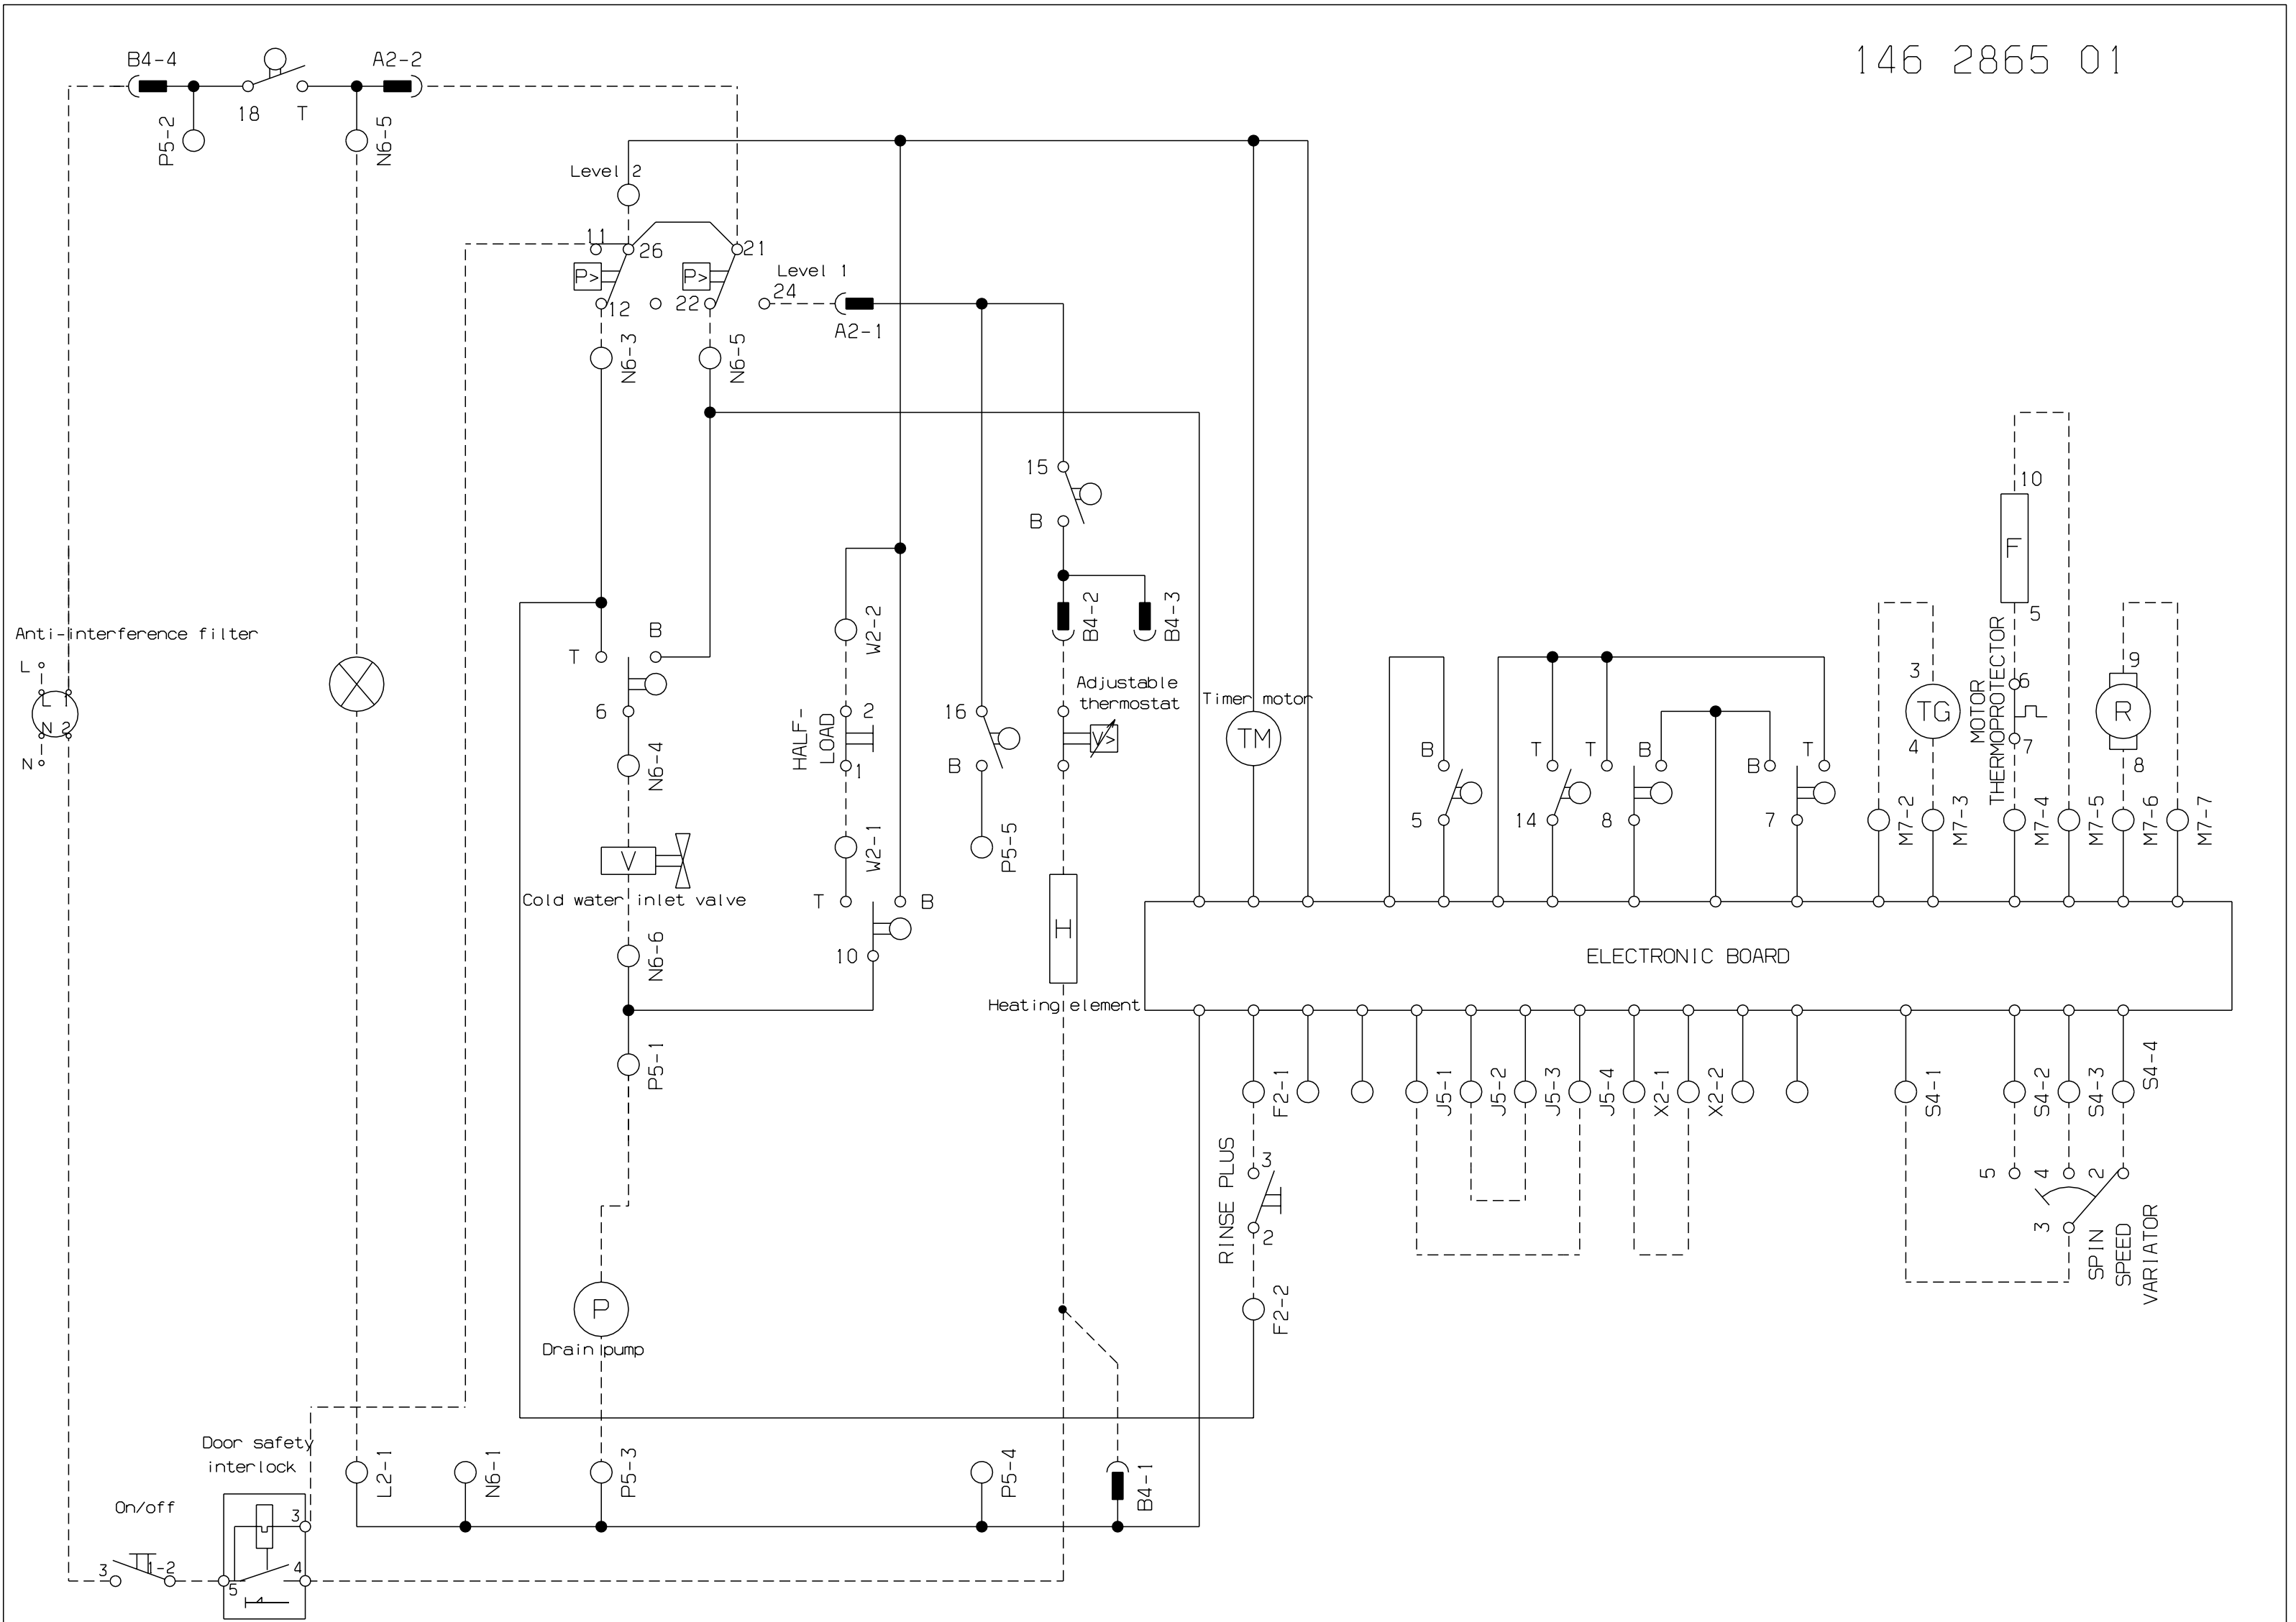 146 2865 01
B4-4
A2-2
18
T
P5-2
N6-5
Level 2
11
26
21
P>
P>
Level 1
24
12
22
A2-1
N6-3
N6-5
15
B
10
F
5
B4-2
B4-3
W2-2
Anti-interference filter
L
L 1
N 2
N
T
B
6
HALF-
LOAD
2
1
16
B
Adjustable
thermostat
V>
Timer motor
TM
B
T
T
B
B
T
5
14
8
7
3
TG
4
MOTOR
THERMOPROTECTOR
6
7
9
R
8
N6-4
V
Cold water inlet valve
W2-1
P5-5
M7-2
M7-3
M7-4
M7-5
M7-6
M7-7
T
B
10
H
N6-6
ELECTRONIC BOARD
Heating element
P5-1
F2-1
J5-1
J5-2
J5-3
J5-4
X2-1
X2-2
S4-1
S4-2
S4-3
S4-4
RINSE PLUS
3
2
5
4
2
3
SPIN
SPEED
VARIATOR
F2-2
P
Drain pump
Door safety
interlock
L2-1
N6-1
P5-3
P5-4
B4-1
On/off
3
3
1-2
5
4